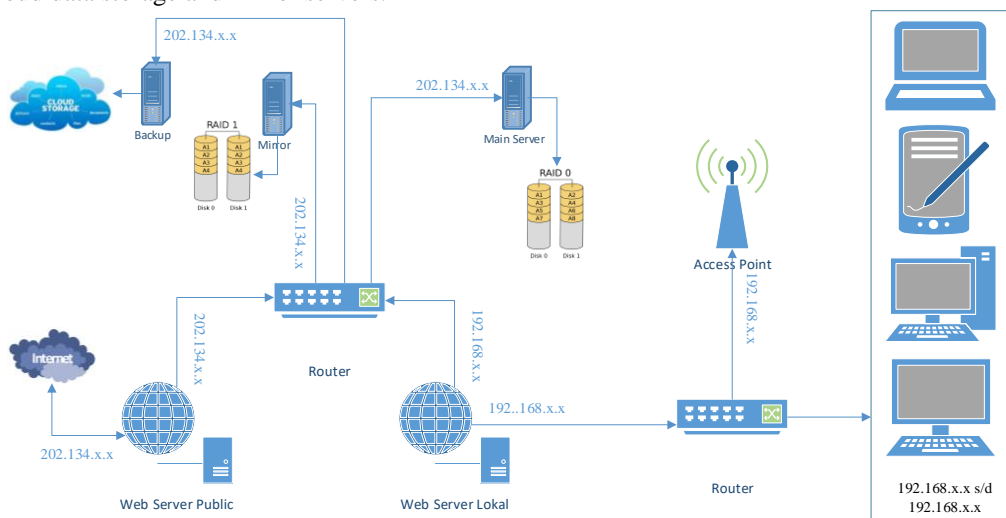 202.134.x.x
CLOUD
STORAGE
Backup
RAID 1
A1
A2
A3
A4
Disk 0
A1
A2
A3
A4
Disk 1
Mirror
202.134.x.x
202.134.x.x
Main Server
RAID 0
A1
A3
A5
A7
Disk 0
A2
A4
A6
A8
Disk 1
Access Point
192.168.x.x
Internet
202.134.x.x
202.134.x.x
Web Server Public
Router
192.168.x.x
192..168.x.x
Web Server Lokal
Router
192.168.x.x s/d
192.168.x.x